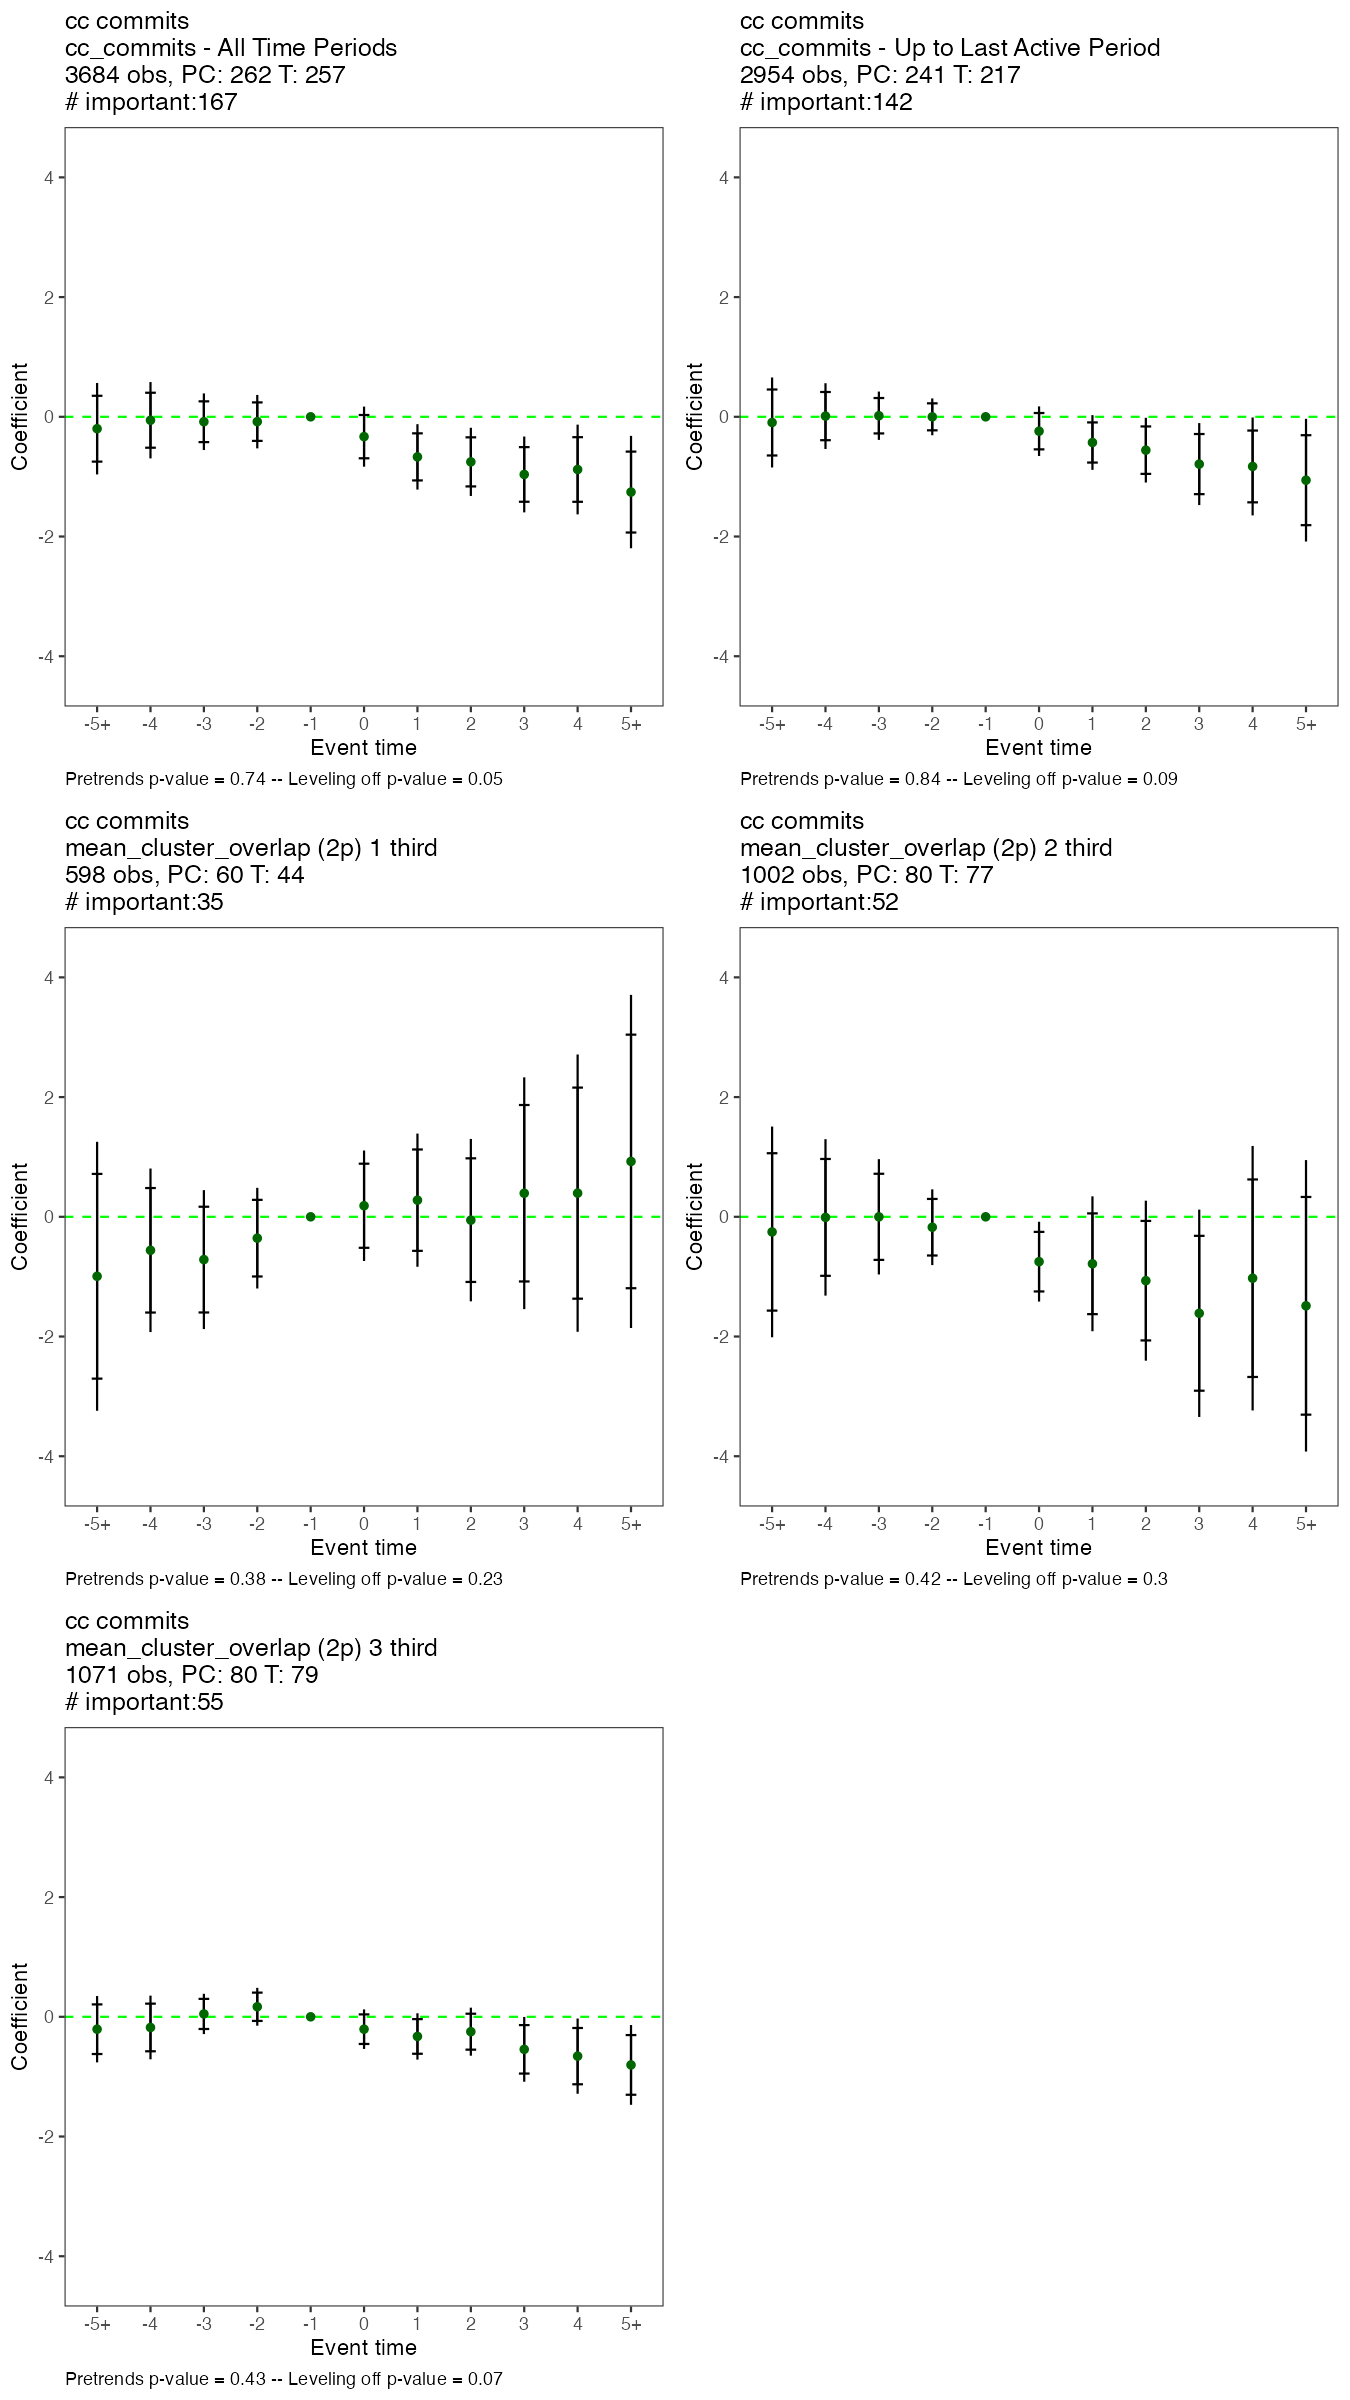 cc commits
cc_commits - All Time Periods
3684 obs, PC: 262 T: 257
# important:167
4
2
0
-2
-4
Coefficient
-5+ -4 -3 -2 -1 0 1 2 3 4 5+
Event time
Pretrends p-value = 0.74 -- Leveling off p-value = 0.05
cc commits
cc_commits - Up to Last Active Period
2954 obs, PC: 241 T: 217
# important:142
4
2
0
-2
-4
Coefficient
-5+ -4 -3 -2 -1 0 1 2 3 4 5+
Event time
Pretrends p-value = 0.84 -- Leveling off p-value = 0.09
cc commits
mean_cluster_overlap (2p) 1 third
598 obs, PC: 60 T: 44
# important:35
4
2
0
-2
-4
Coefficient
-5+ -4 -3 -2 -1 0 1 2 3 4 5+
Event time
Pretrends p-value = 0.38 -- Leveling off p-value = 0.23
cc commits
mean_cluster_overlap (2p) 2 third
1002 obs, PC: 80 T: 77
# important:52
4
2
0
-2
-4
Coefficient
-5+ -4 -3 -2 -1 0 1 2 3 4 5+
Event time
Pretrends p-value = 0.42 -- Leveling off p-value = 0.3
cc commits
mean_cluster_overlap (2p) 3 third
1071 obs, PC: 80 T: 79
# important:55
4
2
0
-2
-4
Coefficient
-5+ -4 -3 -2 -1 0 1 2 3 4 5+
Event time
Pretrends p-value = 0.43 -- Leveling off p-value = 0.07